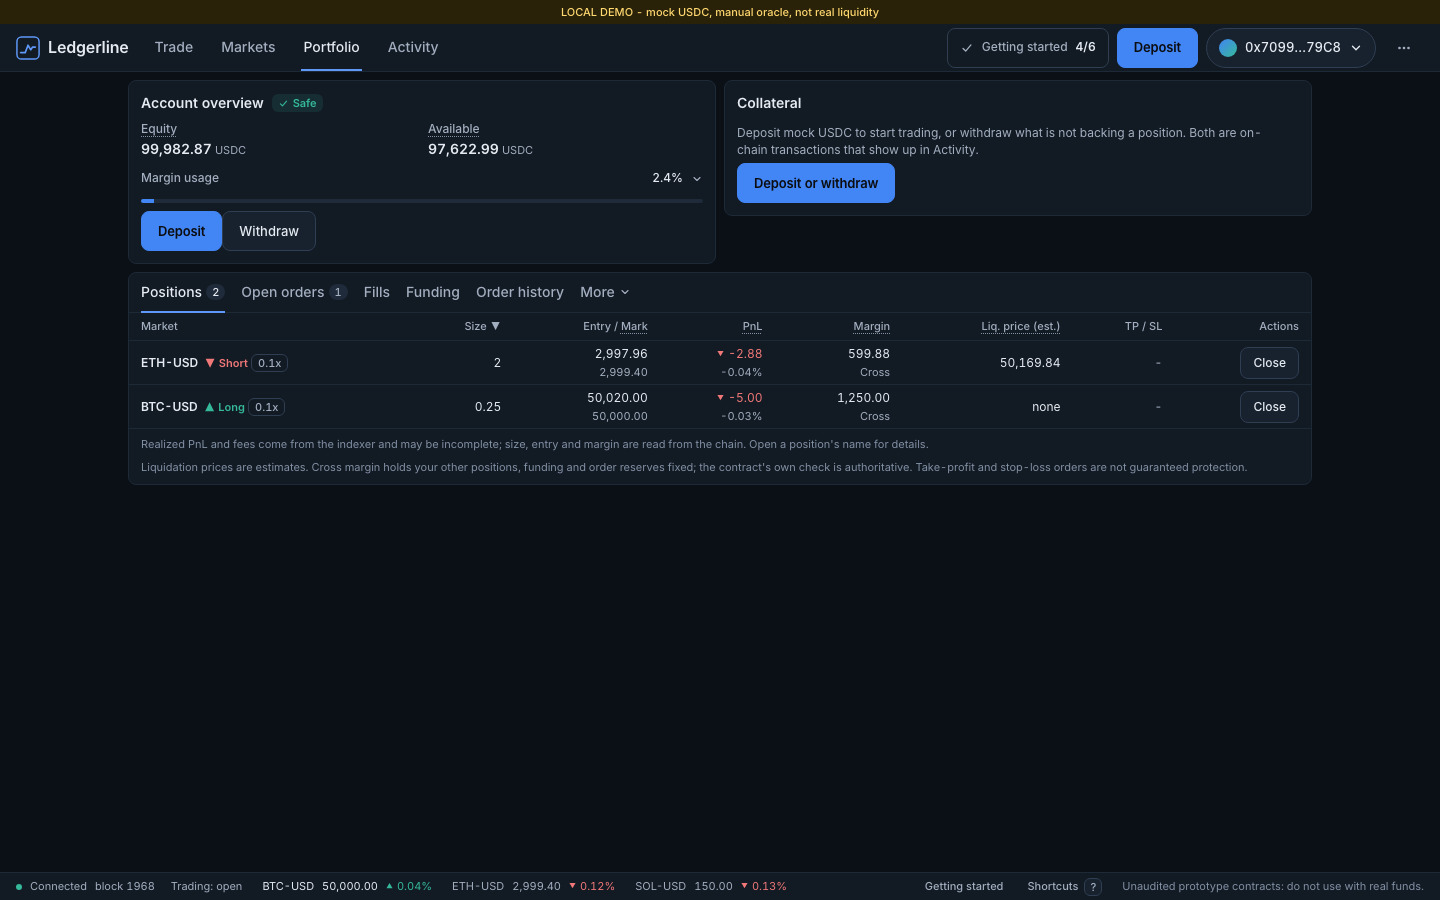 LOCAL DEMO - mock USDC, manual oracle, not real liquidity
Ledgerline Trade Markets Portfolio Activity Getting started 4/6 Deposit 0x7099...79C8
Account overview Safe
Equity Available
99,982.87 USDC 97,622.99 USDC
Margin usage 2.4%
Deposit Withdraw
Collateral
Deposit mock USDC to start trading, or withdraw what is not backing a position. Both are on-
chain transactions that show up in Activity.
Deposit or withdraw
Positions 2 Open orders 1 Fills Funding Order history More
Market Size ▼ Entry / Mark PnL Margin Liq. price (est.) TP / SL Actions
ETH-USD ▼ Short 0.1x 2 2,997.96 ▼ -2.88 599.88 50,169.84 - Close
2,999.40 -0.04% Cross
BTC-USD ▲ Long 0.1x 0.25 50,020.00 ▼ -5.00 1,250.00 none - Close
50,000.00 -0.03% Cross
Realized PnL and fees come from the indexer and may be incomplete; size, entry and margin are read from the chain. Open a position's name for details.
Liquidation prices are estimates. Cross margin holds your other positions, funding and order reserves fixed; the contract's own check is authoritative. Take-profit and stop-loss orders are not guaranteed protection.
Connected block 1968 Trading: open BTC-USD 50,000.00 ▲ 0.04% ETH-USD 2,999.40 ▼ 0.12% SOL-USD 150.00 ▼ 0.13% Getting started Shortcuts ? Unaudited prototype contracts: do not use with real funds.